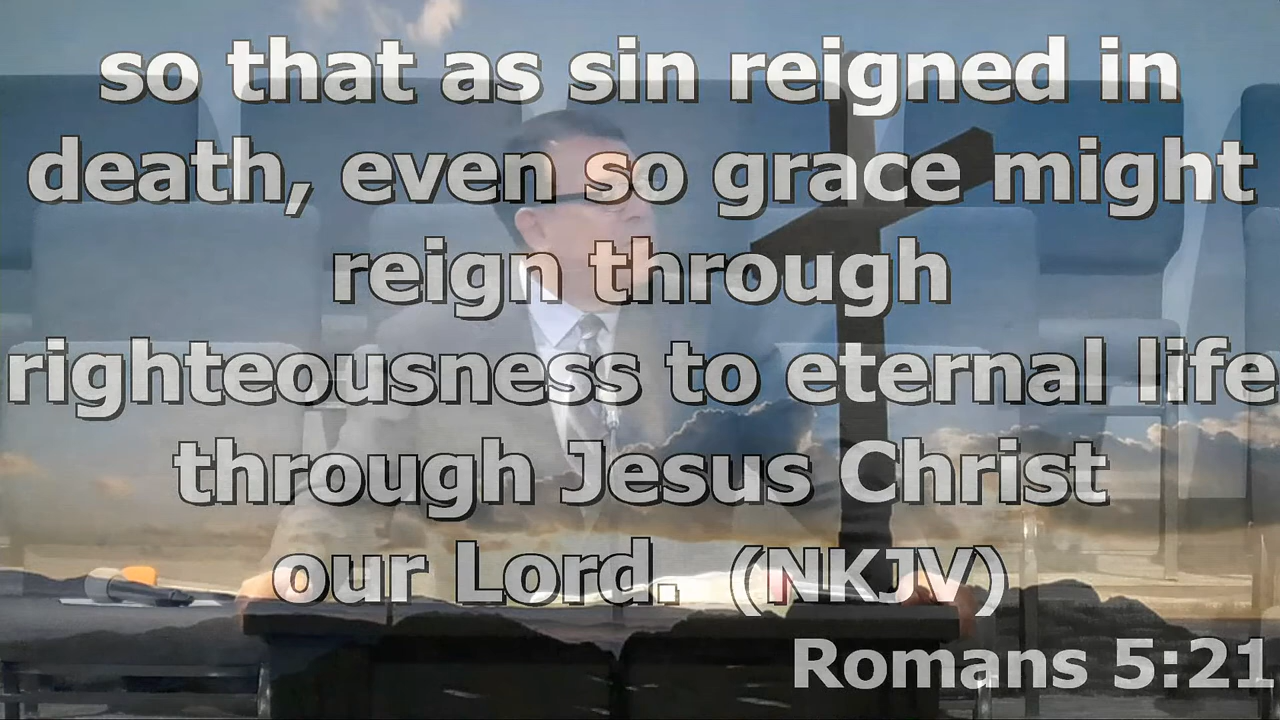 so that as sin reigned in
death, even so grace might
reign through
righteousness to eternal life
through Jesus Christ
our Lord. (NKJV)
Romans 5:21